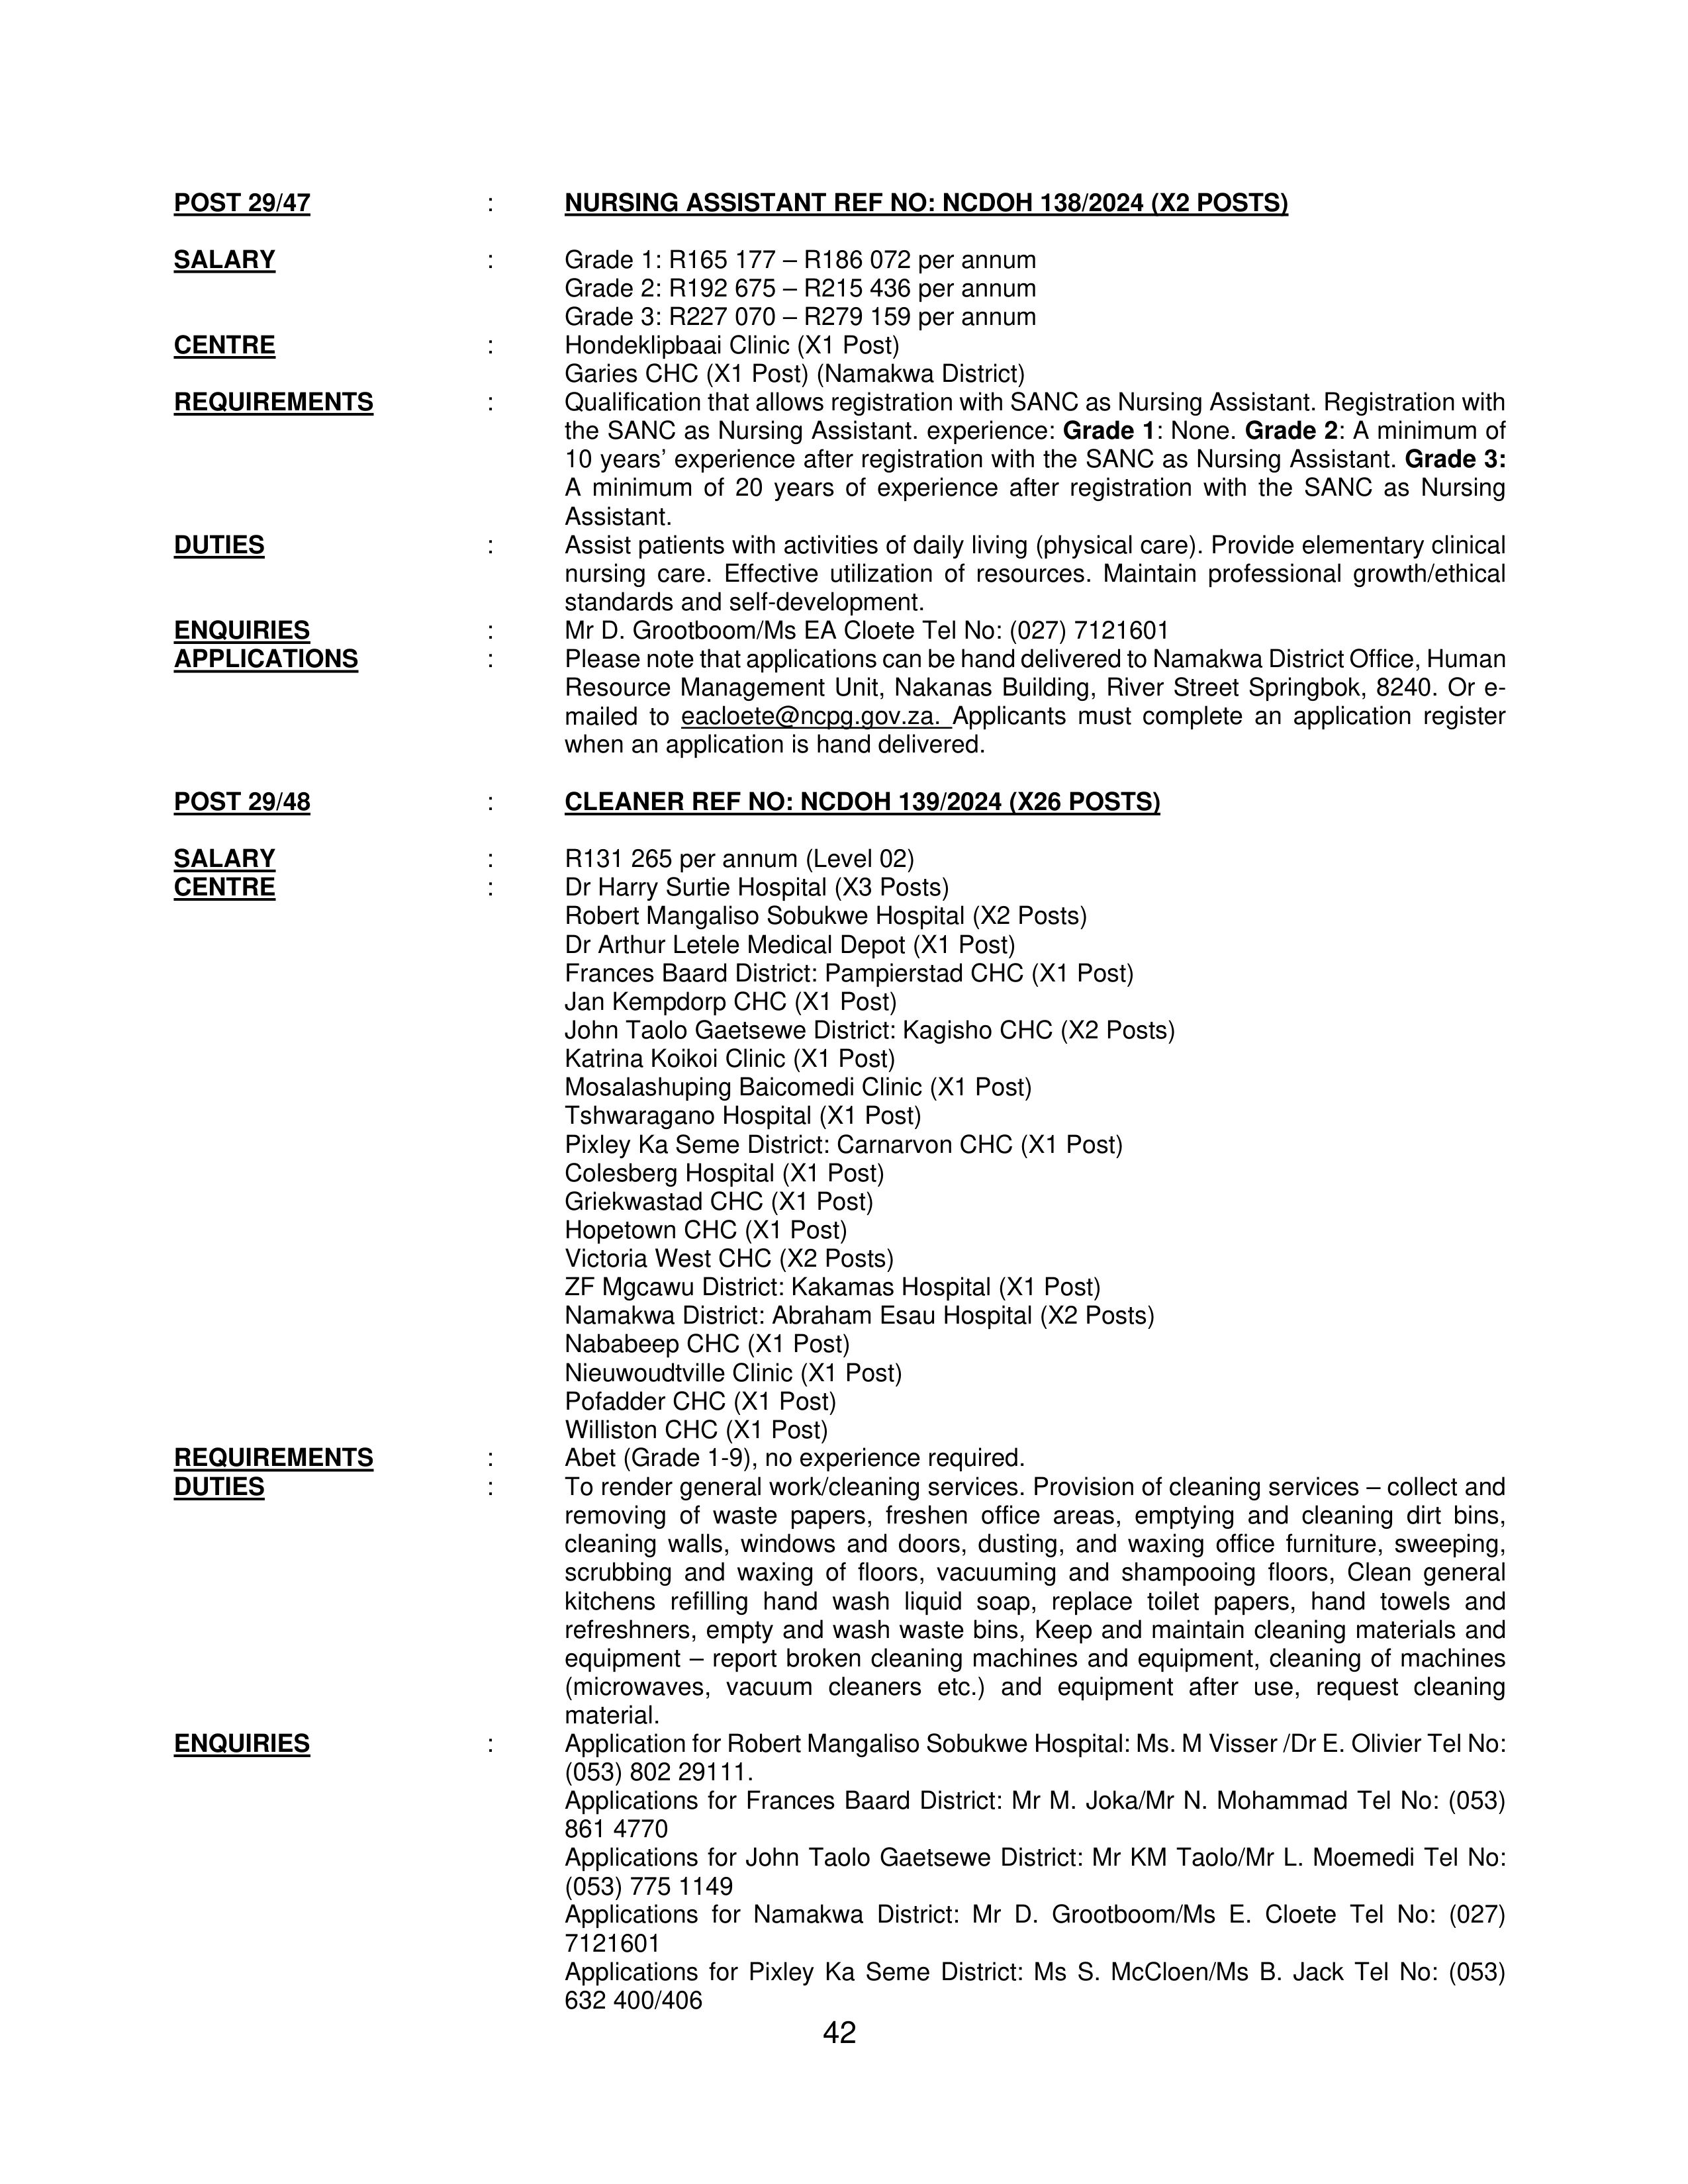 POST 29/47 : NURSING ASSISTANT REF NO: NCDOH 138/2024 (X2 POSTS)
SALARY : Grade 1: R165 177 – R186 072 per annum
Grade 2: R192 675 – R215 436 per annum
Grade 3: R227 070 – R279 159 per annum
CENTRE : Hondeklipbaai Clinic (X1 Post)
Garies CHC (X1 Post) (Namakwa District)
REQUIREMENTS : Qualification that allows registration with SANC as Nursing Assistant. Registration with
the SANC as Nursing Assistant. experience: Grade 1: None. Grade 2: A minimum of
10 years’ experience after registration with the SANC as Nursing Assistant. Grade 3:
A minimum of 20 years of experience after registration with the SANC as Nursing
Assistant.
DUTIES : Assist patients with activities of daily living (physical care). Provide elementary clinical
nursing care. Effective utilization of resources. Maintain professional growth/ethical
standards and self-development.
ENQUIRIES : Mr D. Grootboom/Ms EA Cloete Tel No: (027) 7121601
APPLICATIONS : Please note that applications can be hand delivered to Namakwa District Office, Human
Resource Management Unit, Nakanas Building, River Street Springbok, 8240. Or e-
mailed to eacloete@ncpg.gov.za. Applicants must complete an application register
when an application is hand delivered.
POST 29/48 : CLEANER REF NO: NCDOH 139/2024 (X26 POSTS)
SALARY : R131 265 per annum (Level 02)
CENTRE : Dr Harry Surtie Hospital (X3 Posts)
Robert Mangaliso Sobukwe Hospital (X2 Posts)
Dr Arthur Letele Medical Depot (X1 Post)
Frances Baard District: Pampierstad CHC (X1 Post)
Jan Kempdorp CHC (X1 Post)
John Taolo Gaetsewe District: Kagisho CHC (X2 Posts)
Katrina Koikoi Clinic (X1 Post)
Mosalashuping Baicomedi Clinic (X1 Post)
Tshwaragano Hospital (X1 Post)
Pixley Ka Seme District: Carnarvon CHC (X1 Post)
Colesberg Hospital (X1 Post)
Griekwastad CHC (X1 Post)
Hopetown CHC (X1 Post)
Victoria West CHC (X2 Posts)
ZF Mgcawu District: Kakamas Hospital (X1 Post)
Namakwa District: Abraham Esau Hospital (X2 Posts)
Nababeep CHC (X1 Post)
Nieuwoudtville Clinic (X1 Post)
Pofadder CHC (X1 Post)
Williston CHC (X1 Post)
REQUIREMENTS : Abet (Grade 1-9), no experience required.
DUTIES : To render general work/cleaning services. Provision of cleaning services – collect and
removing of waste papers, freshen office areas, emptying and cleaning dirt bins,
cleaning walls, windows and doors, dusting, and waxing office furniture, sweeping,
scrubbing and waxing of floors, vacuuming and shampooing floors, Clean general
kitchens refilling hand wash liquid soap, replace toilet papers, hand towels and
refreshners, empty and wash waste bins, Keep and maintain cleaning materials and
equipment – report broken cleaning machines and equipment, cleaning of machines
(microwaves, vacuum cleaners etc.) and equipment after use, request cleaning
material.
ENQUIRIES : Application for Robert Mangaliso Sobukwe Hospital: Ms. M Visser /Dr E. Olivier Tel No:
(053) 802 29111.
Applications for Frances Baard District: Mr M. Joka/Mr N. Mohammad Tel No: (053)
861 4770
Applications for John Taolo Gaetsewe District: Mr KM Taolo/Mr L. Moemedi Tel No:
(053) 775 1149
Applications for Namakwa District: Mr D. Grootboom/Ms E. Cloete Tel No: (027)
7121601
Applications for Pixley Ka Seme District: Ms S. McCloen/Ms B. Jack Tel No: (053)
632 400/406
42